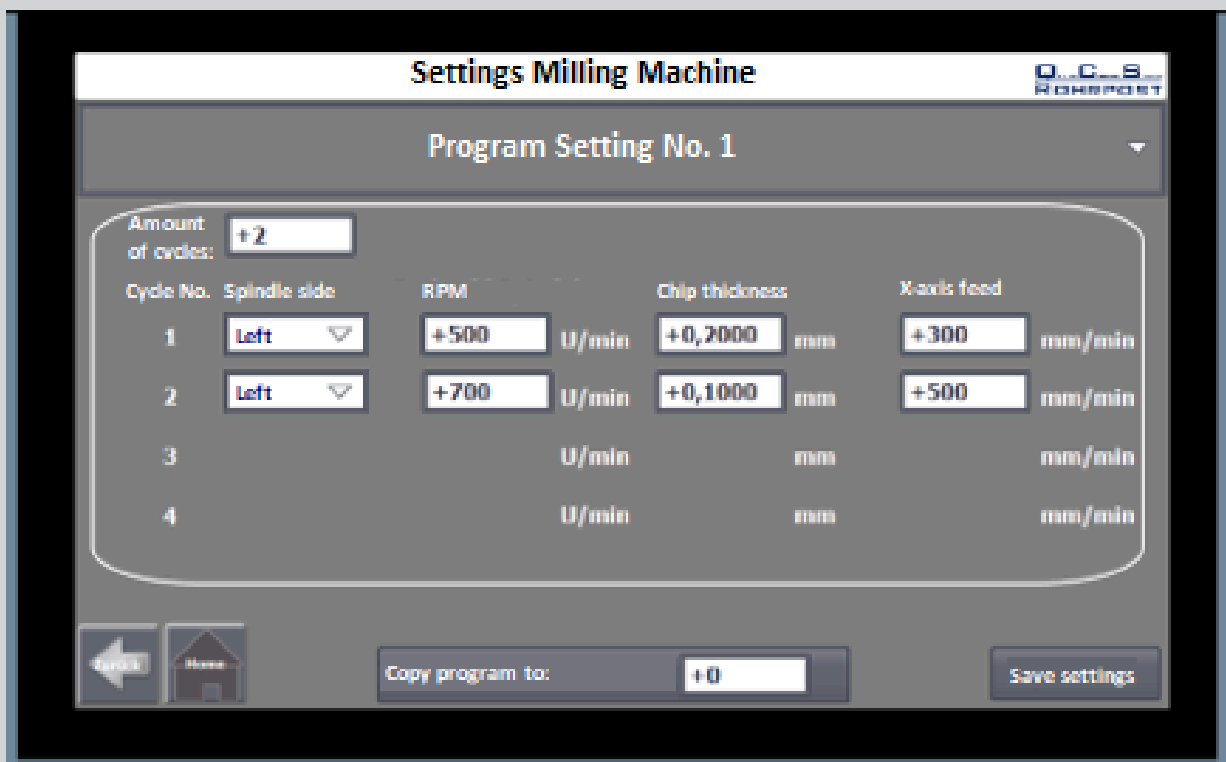 Settings Milling Machine
Q...C...S...
ROHRPOST
Program Setting No. 1
Amount
of cycles:
+2
Cycle No. Spindle side RPM Chip thickness X-axis feed
1 Left +500 U/min +0,2000 mm +300 mm/min
2 Left +700 U/min +0,1000 mm +500 mm/min
3 U/min mm mm/min
4 U/min mm mm/min
Home
Copy program to: +0
Save settings